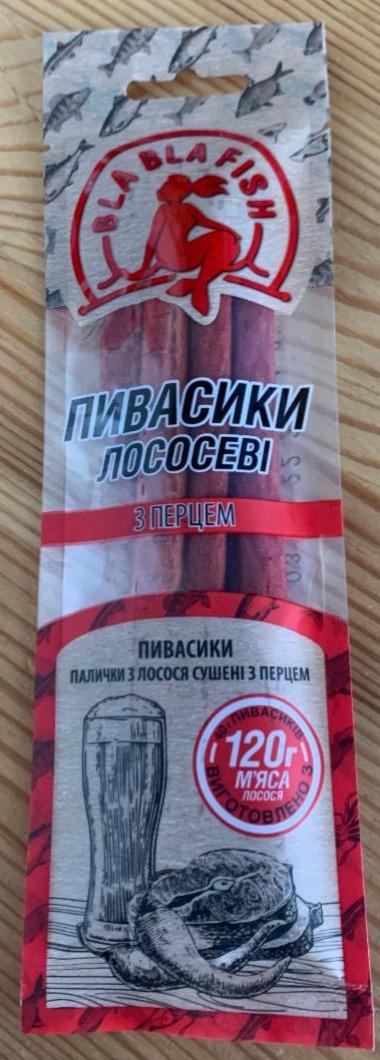 BLA BLA FISH
ПИВАСИКИ
ЛОСОСЕВІ
З ПЕРЦЕМ
ПИВАСИКИ
ПАЛИЧКИ З ЛОСОСЯ СУШЕНІ З ПЕРЦЕМ
40г ПИВАСИКІВ
120г
М'ЯСА
ЛОСОСЯ
ВИГОТОВЛЕНО З